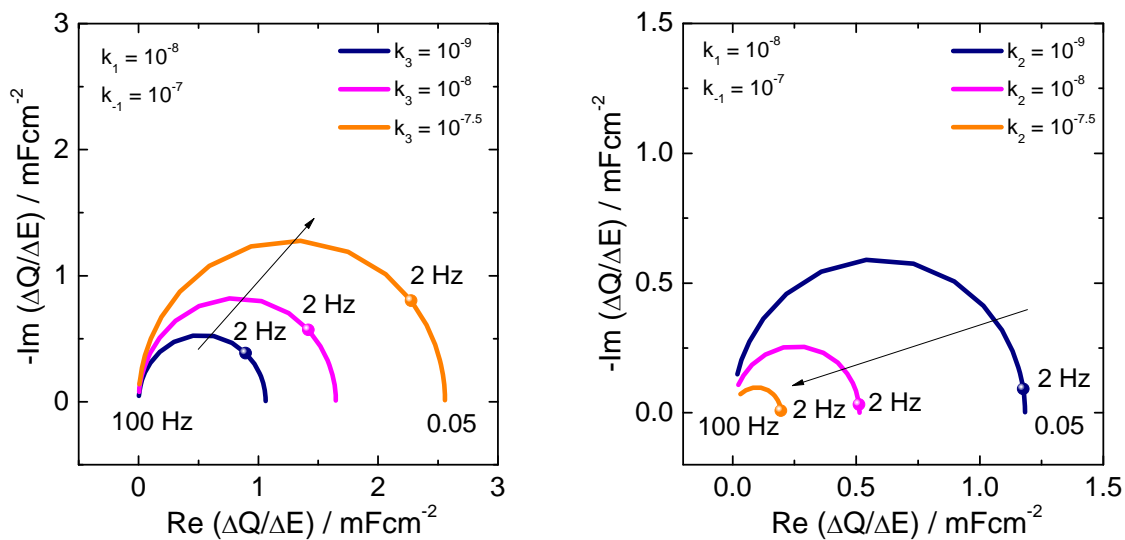 3
2
1
0
-Im (ΔQ/ΔE) / mFcm⁻²
k₁ = 10⁻⁸
k₋₁ = 10⁻⁷
k₃ = 10⁻⁹
k₃ = 10⁻⁸
k₃ = 10⁻⁷·⁵
2 Hz
2 Hz
2 Hz
100 Hz
0.05
0
1
2
3
Re (ΔQ/ΔE) / mFcm⁻²
1.5
1.0
0.5
0.0
-Im (ΔQ/ΔE) / mFcm⁻²
k₁ = 10⁻⁸
k₋₁ = 10⁻⁷
k₂ = 10⁻⁹
k₂ = 10⁻⁸
k₂ = 10⁻⁷·⁵
2 Hz
2 Hz
2 Hz
100 Hz
0.05
0.0
0.5
1.0
1.5
Re (ΔQ/ΔE) / mFcm⁻²